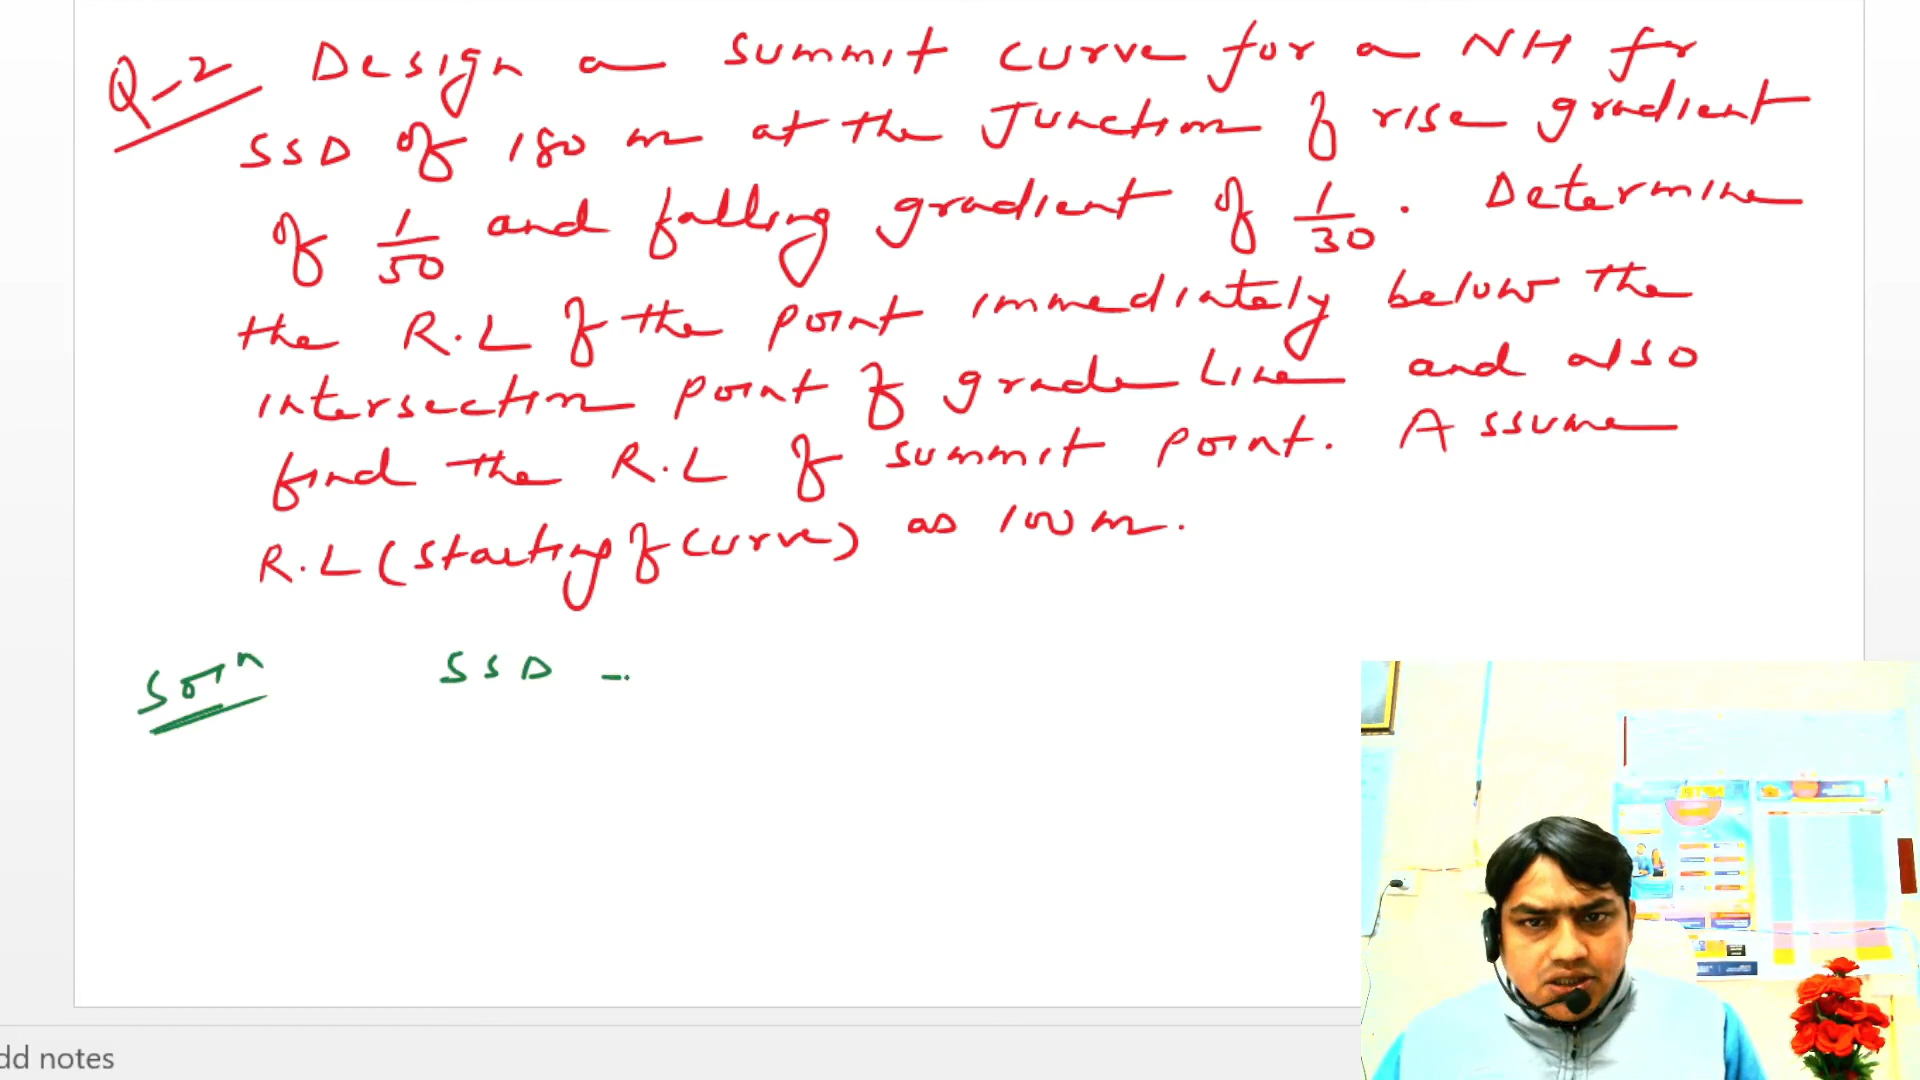 Q-2 Design a summit curve for a NH for
SSD of 180 m at the Junction of rise gradient
of 1/50 and falling gradient of 1/30. Determine
the R.L of the point immediately below the
intersection point of grade Line and also
find the R.L of summit point. Assume
R.L (starting of curve) as 100 m.
Soln SSD -
dd notes